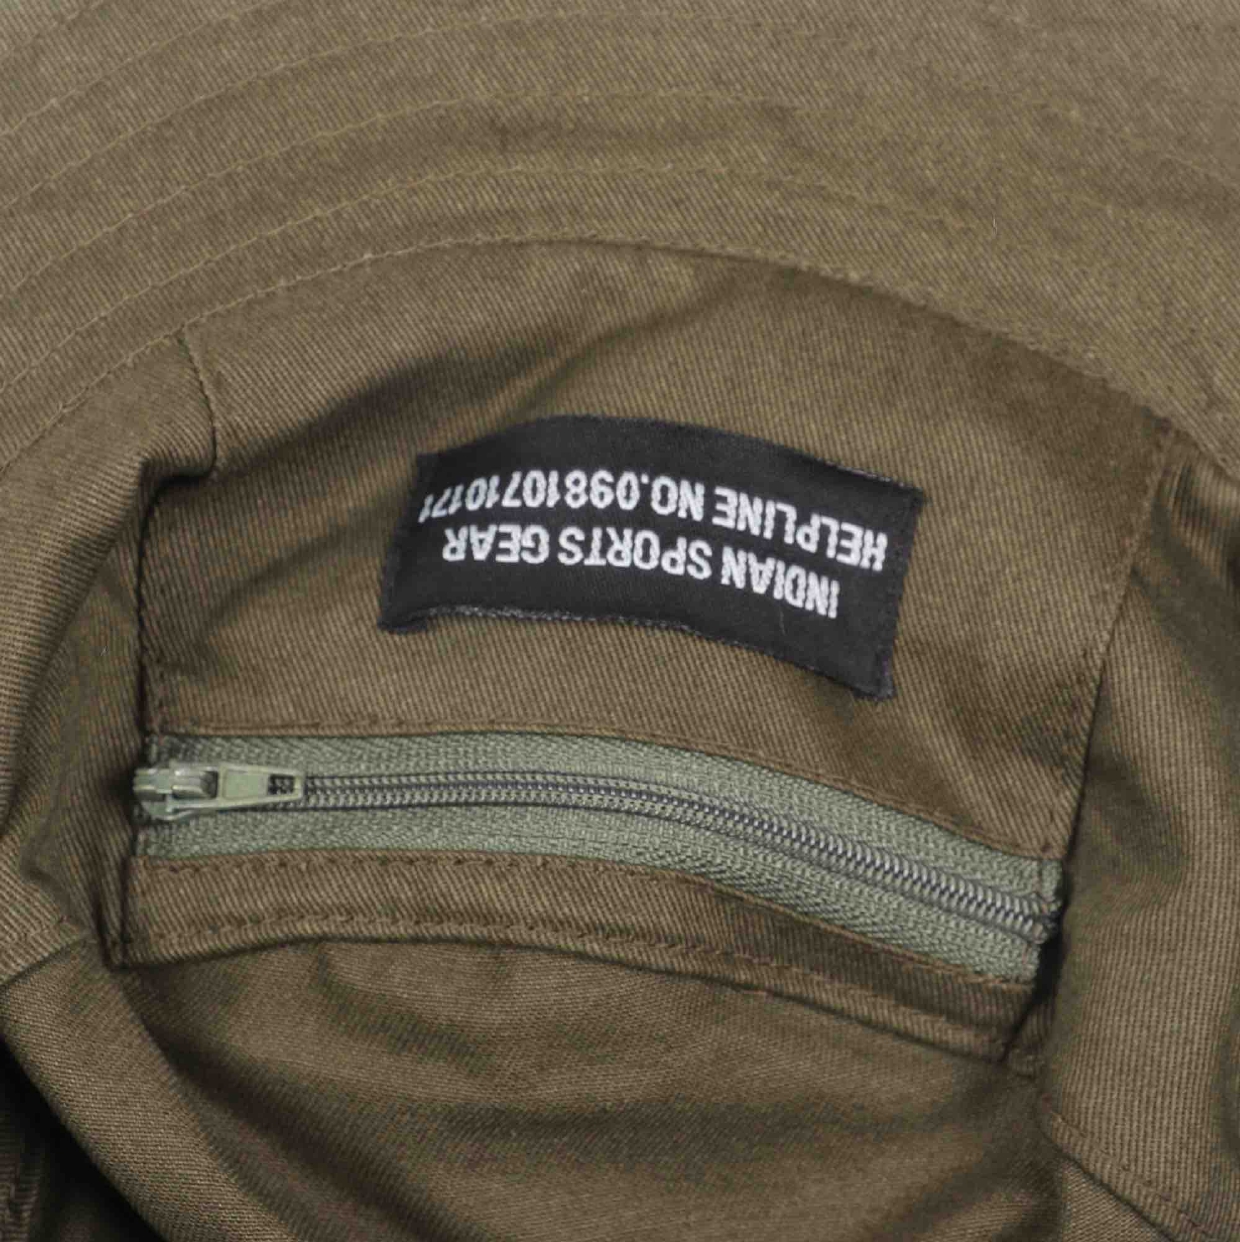 INDIAN SPORTS GEAR
HELPLINE NO.09810710171